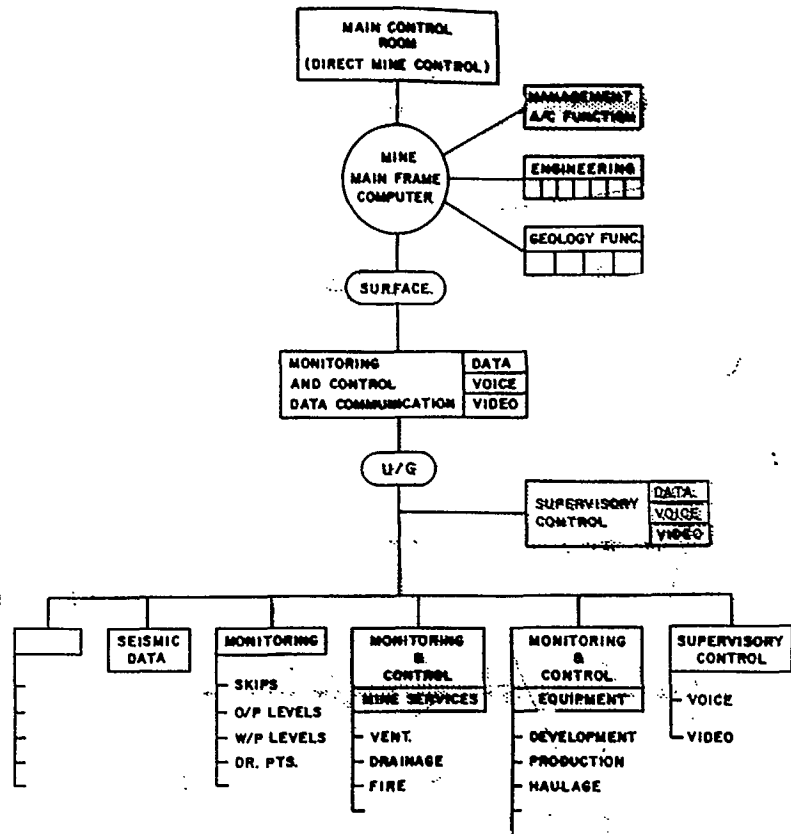 MAIN CONTROL
ROOM
(DIRECT MINE CONTROL)
MANAGEMENT
A/C FUNCTION
MINE
MAIN FRAME
COMPUTER
ENGINEERING
GEOLOGY FUNC.
SURFACE
MONITORING
AND CONTROL
DATA COMMUNICATION
DATA
VOICE
VIDEO
U/G
SUPERVISORY
CONTROL
DATA
VOICE
VIDEO
SEISMIC
DATA
MONITORING
SKIPS
O/P LEVELS
W/P LEVELS
DR. PTS.
MONITORING
&
CONTROL
MINE SERVICES
VENT.
DRAINAGE
FIRE
MONITORING
&
CONTROL
EQUIPMENT
DEVELOPMENT
PRODUCTION
HAULAGE
SUPERVISORY
CONTROL
VOICE
VIDEO